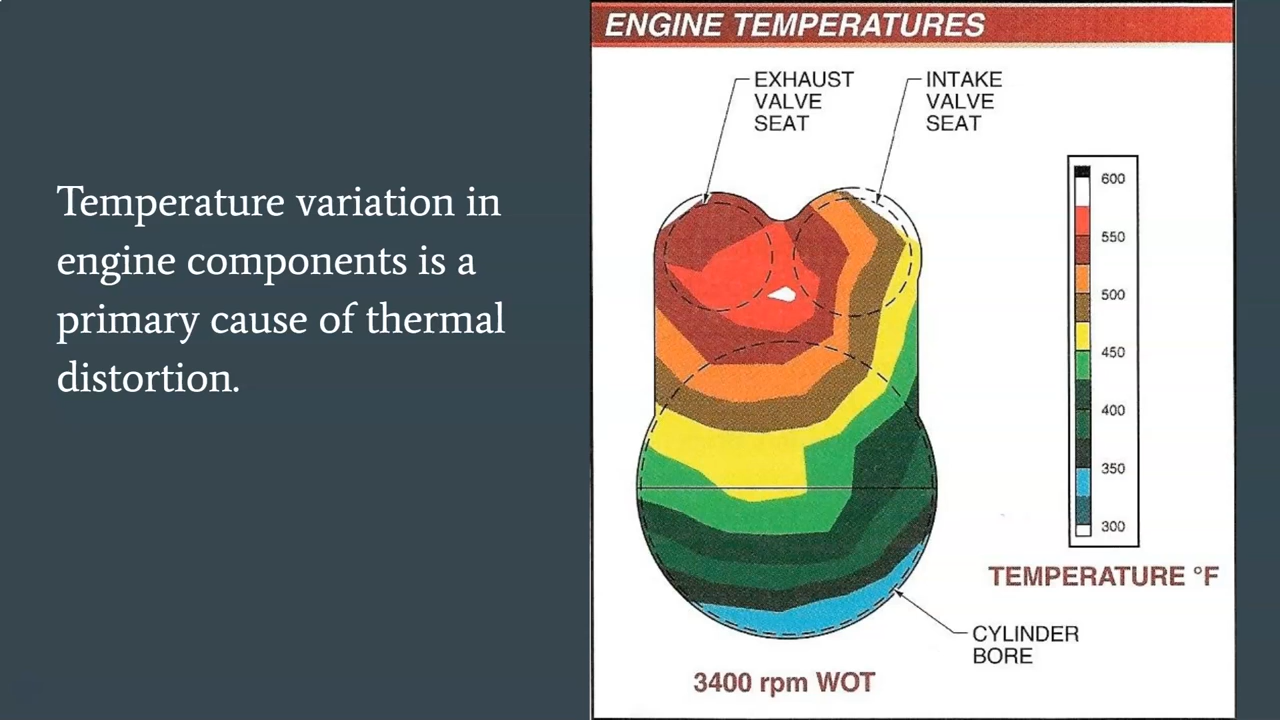 Temperature variation in
engine components is a
primary cause of thermal
distortion.
ENGINE TEMPERATURES
EXHAUST
VALVE
SEAT
INTAKE
VALVE
SEAT
600
550
500
450
400
350
300
TEMPERATURE °F
CYLINDER
BORE
3400 rpm WOT